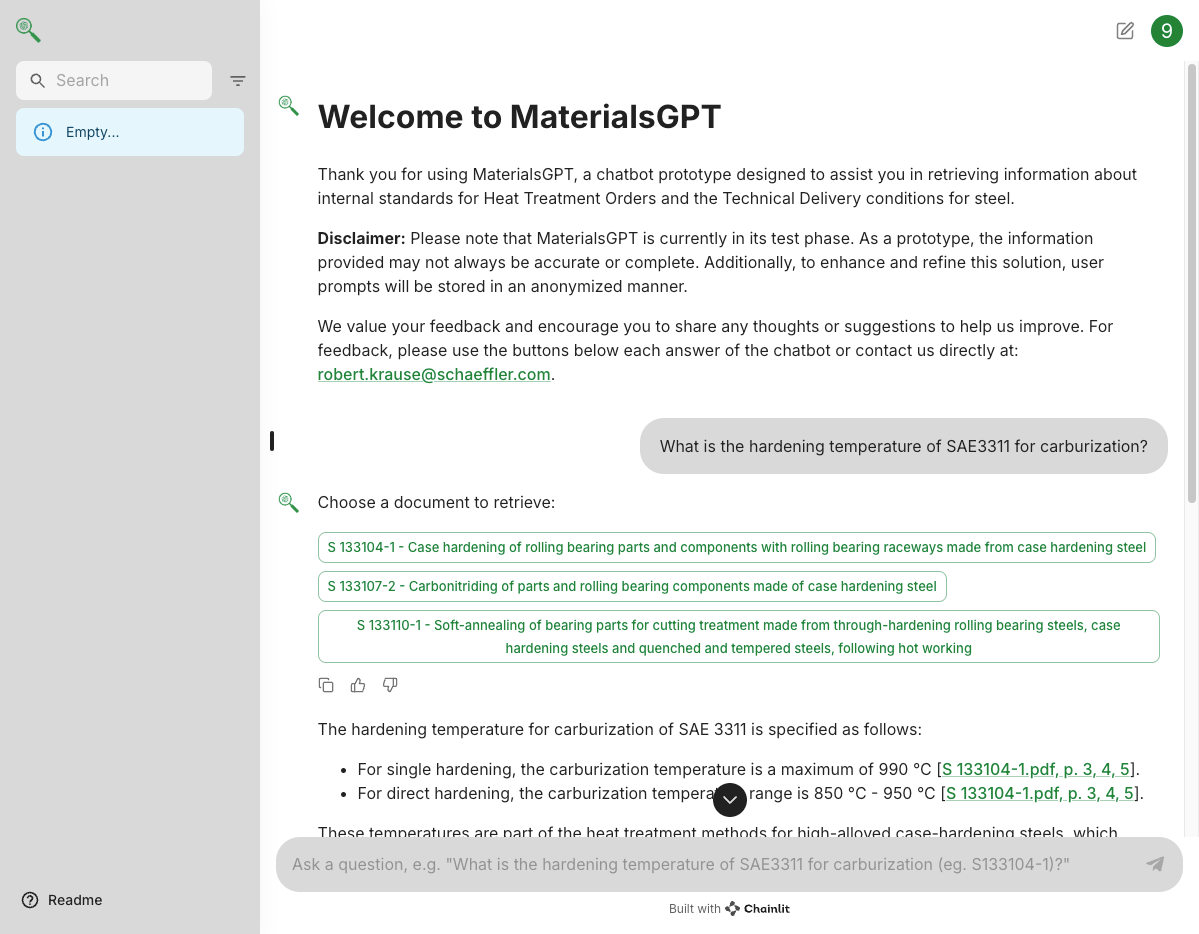 Search
Empty...
9
Welcome to MaterialsGPT
Thank you for using MaterialsGPT, a chatbot prototype designed to assist you in retrieving information about
internal standards for Heat Treatment Orders and the Technical Delivery conditions for steel.
Disclaimer: Please note that MaterialsGPT is currently in its test phase. As a prototype, the information
provided may not always be accurate or complete. Additionally, to enhance and refine this solution, user
prompts will be stored in an anonymized manner.
We value your feedback and encourage you to share any thoughts or suggestions to help us improve. For
feedback, please use the buttons below each answer of the chatbot or contact us directly at:
robert.krause@schaeffler.com.
What is the hardening temperature of SAE3311 for carburization?
Choose a document to retrieve:
S 133104-1 - Case hardening of rolling bearing parts and components with rolling bearing raceways made from case hardening steel
S 133107-2 - Carbonitriding of parts and rolling bearing components made of case hardening steel
S 133110-1 - Soft-annealing of bearing parts for cutting treatment made from through-hardening rolling bearing steels, case
hardening steels and quenched and tempered steels, following hot working
The hardening temperature for carburization of SAE 3311 is specified as follows:
• For single hardening, the carburization temperature is a maximum of 990 °C [S 133104-1.pdf, p. 3, 4, 5].
• For direct hardening, the carburization tempera range is 850 °C - 950 °C [S 133104-1.pdf, p. 3, 4, 5].
These temperatures are part of the heat treatment methods for high-alloyed case-hardening steels, which
Ask a question, e.g. "What is the hardening temperature of SAE3311 for carburization (eg. S133104-1)?"
Readme
Built with Chainlit